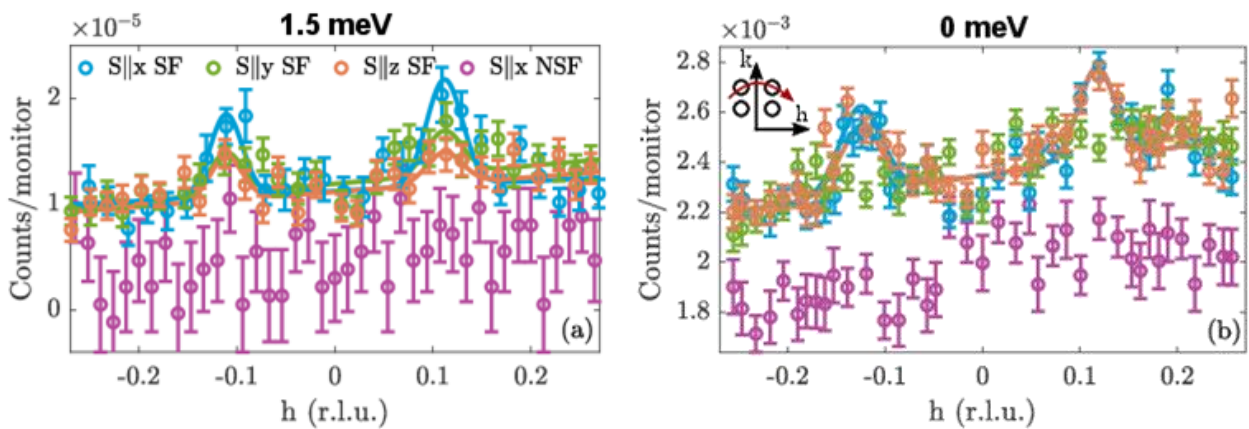 1.5 meV
×10⁻⁵
S||x SF S||y SF S||z SF S||x NSF
2
1
0
Counts/monitor
(a)
-0.2 -0.1 0 0.1 0.2
h (r.l.u.)
0 meV
×10⁻³
k
h
2.8
2.6
2.4
2.2
2
1.8
Counts/monitor
(b)
-0.2 -0.1 0 0.1 0.2
h (r.l.u.)